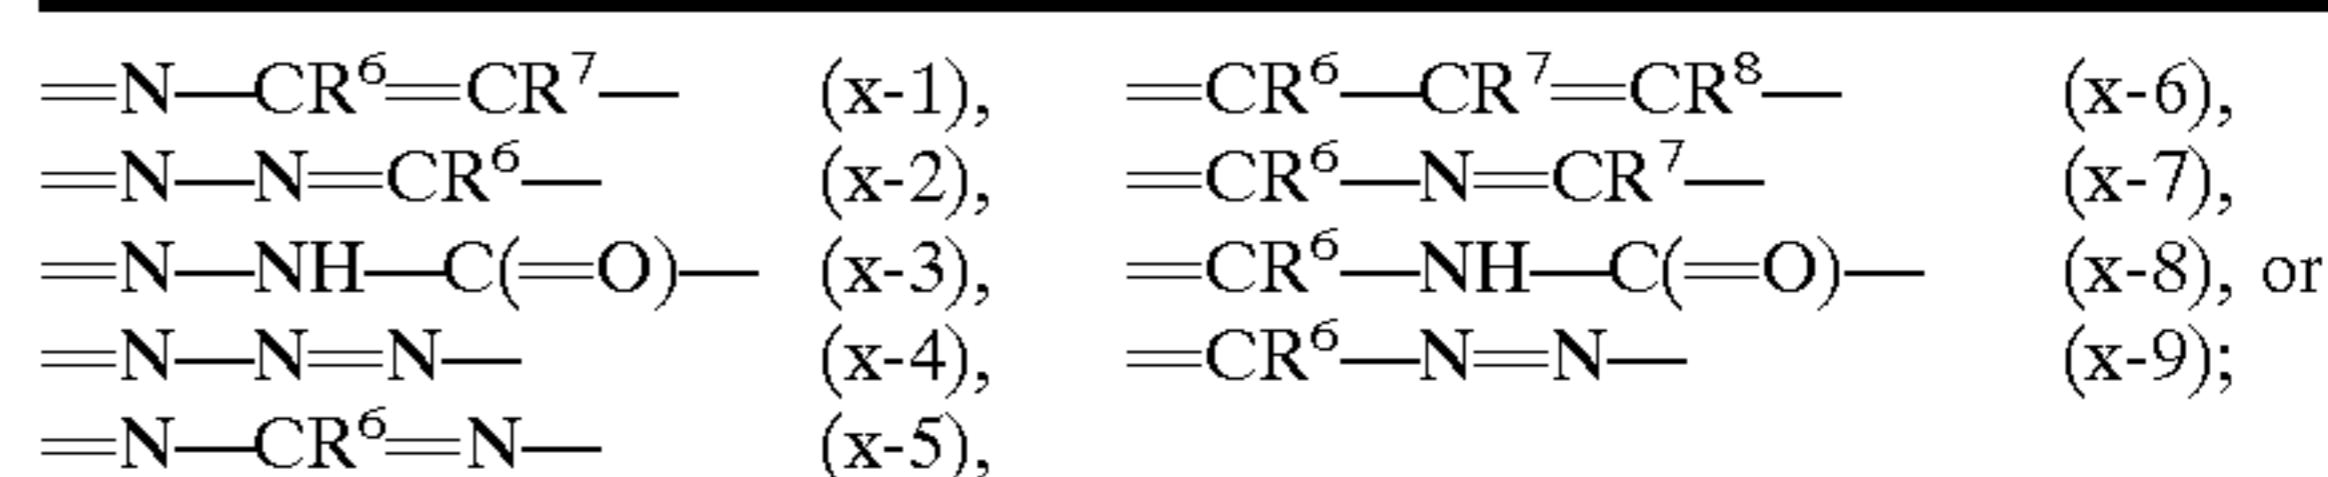 =N—CR⁶=CR⁷— (x-1), =CR⁶—CR⁷=CR⁸— (x-6),
=N—N=CR⁶— (x-2), =CR⁶—N=CR⁷— (x-7),
=N—NH—C(=O)— (x-3), =CR⁶—NH—C(=O)— (x-8), or
=N—N=N— (x-4), =CR⁶—N=N— (x-9);
=N—CR⁶=N— (x-5),